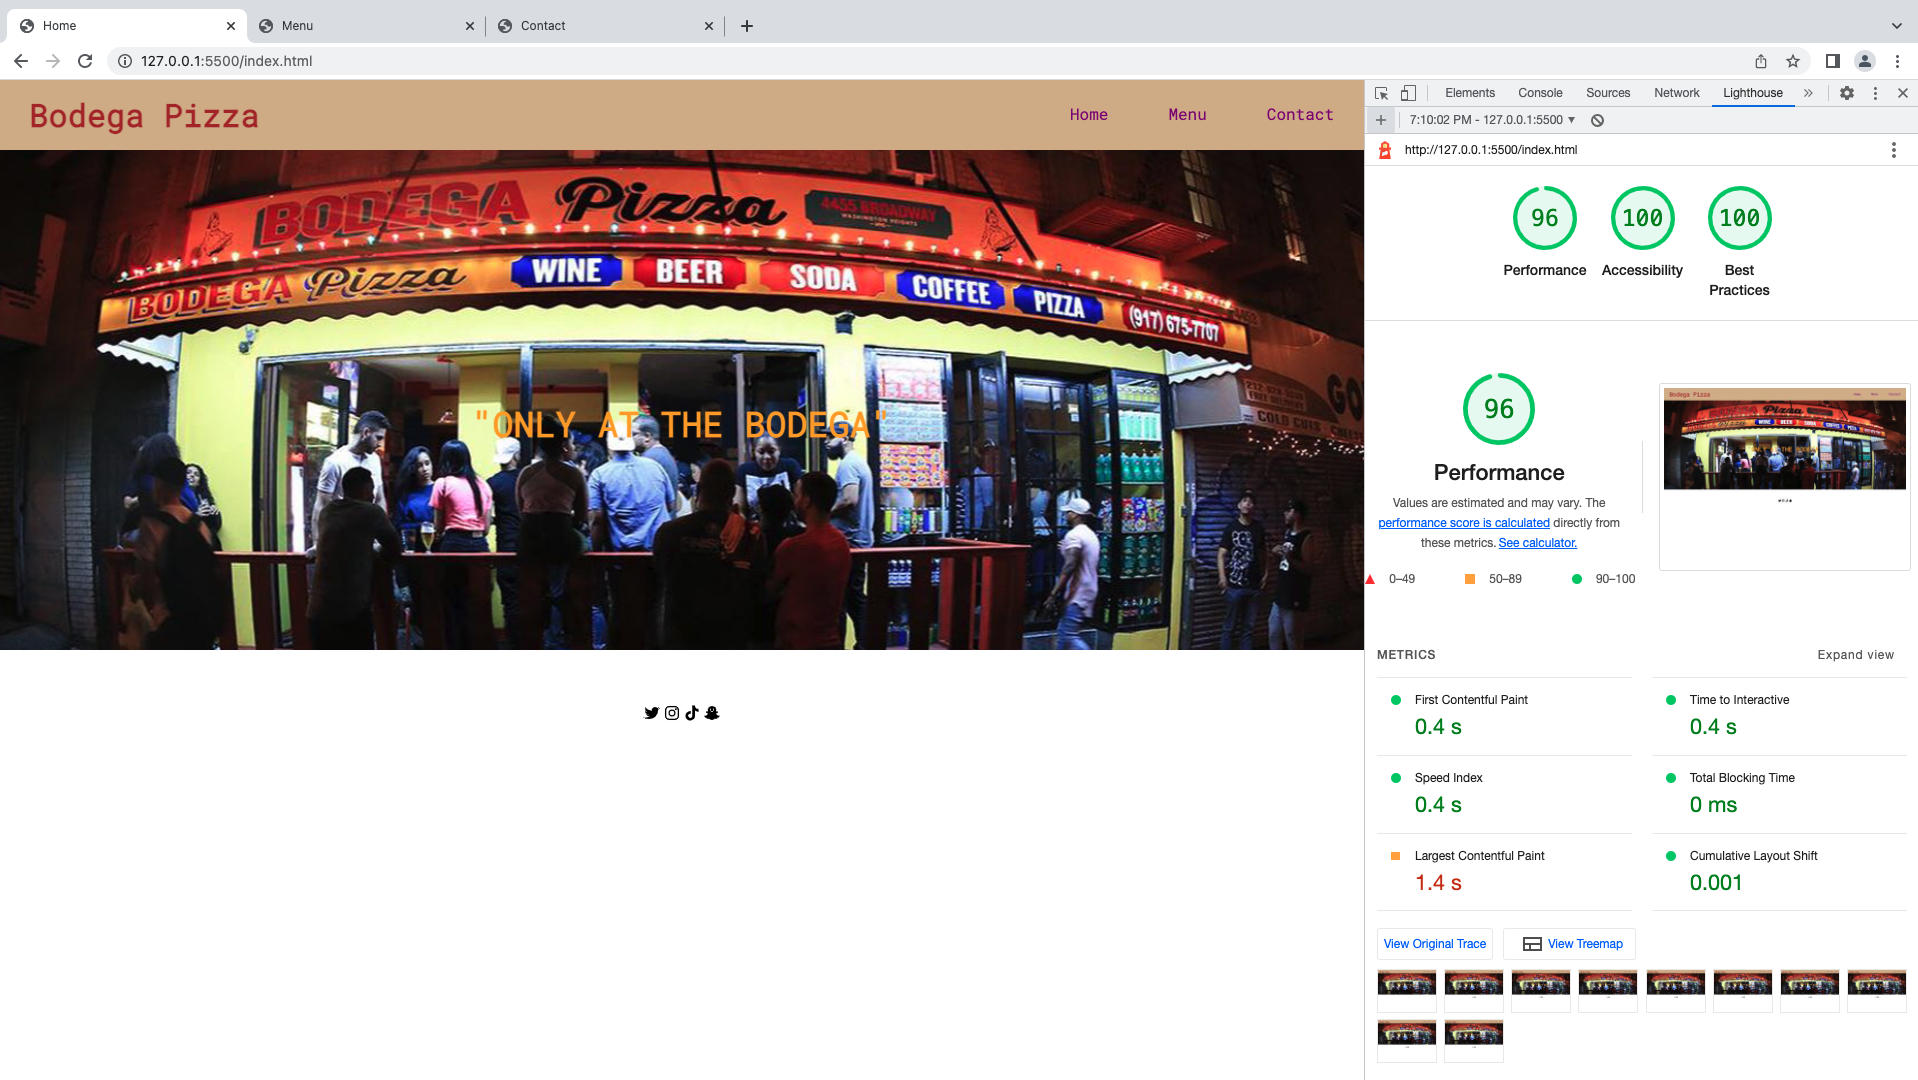 Home
Menu
Contact
127.0.0.1:5500/index.html
Bodega Pizza
Home
Menu
Contact
BODEGA Pizza
4455 BROADWAY
WASHINGTON HEIGHTS
BODEGA Pizza
WINE
BEER
SODA
COFFEE
PIZZA
(917) 675-7707
"ONLY AT THE BODEGA"
FREE DELIVERY
COLD CUTS
Elements
Console
Sources
Network
Lighthouse
7:10:02 PM - 127.0.0.1:5500
http://127.0.0.1:5500/index.html
96
Performance
100
Accessibility
100
Best
Practices
96
Performance
Values are estimated and may vary. The
performance score is calculated directly from
these metrics. See calculator.
0–49
50–89
90–100
Bodega Pizza
METRICS
Expand view
First Contentful Paint
0.4 s
Time to Interactive
0.4 s
Speed Index
0.4 s
Total Blocking Time
0 ms
Largest Contentful Paint
1.4 s
Cumulative Layout Shift
0.001
View Original Trace
View Treemap